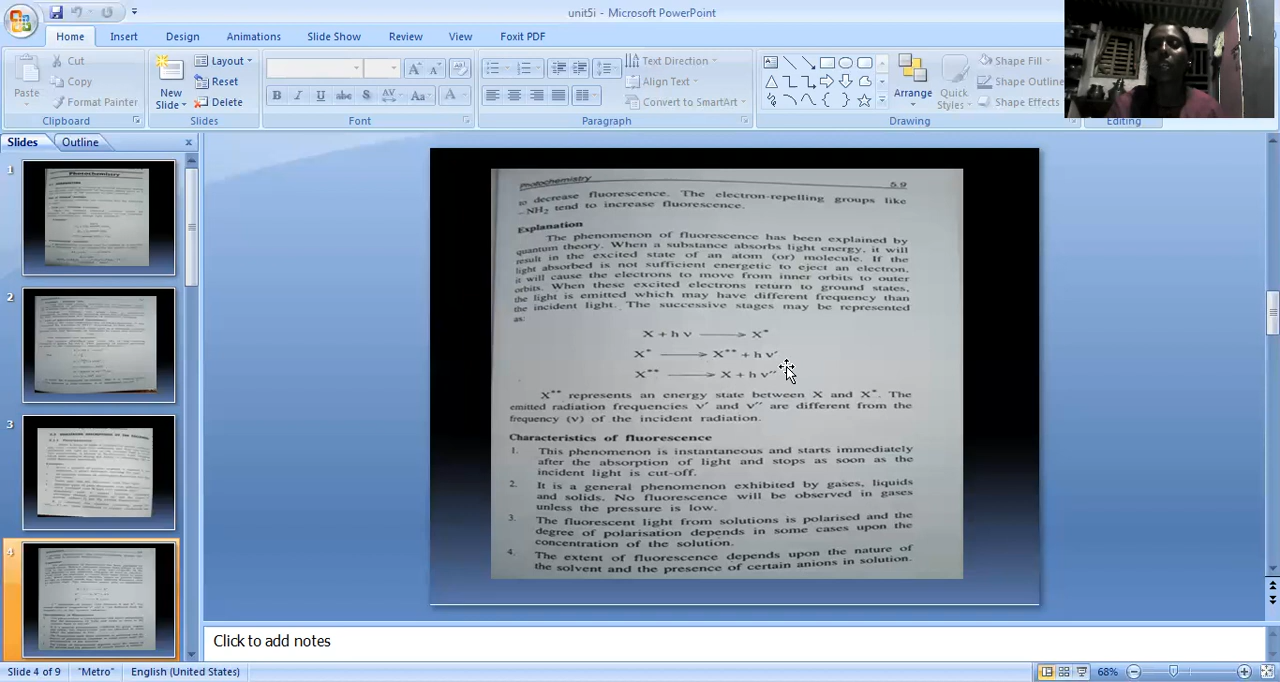 unit5i - Microsoft PowerPoint
Home Insert Design Animations Slide Show Review View Foxit PDF
Paste
Cut
Copy
Format Painter
Clipboard
New
Slide
Layout
Reset
Delete
Slides
B I U abc S AV Aa A
Font
Text Direction
Align Text
Convert to SmartArt
Paragraph
Arrange
Quick
Styles
Shape Fill
Shape Outline
Shape Effects
Drawing
Editing
Slides Outline
1
Photochemistry
2
3
4
Photochemistry 5.9
to decrease fluorescence. The electron-repelling groups like
–NH2 tend to increase fluorescence.
Explanation
The phenomenon of fluorescence has been explained by
quantum theory. When a substance absorbs light energy, it will
result in the excited state of an atom (or) molecule. If the
light absorbed is not sufficient energetic to eject an electron,
it will cause the electrons to move from inner orbits to outer
orbits. When these excited electrons return to ground states,
the light is emitted which may have different frequency than
the incident light. The successive stages may be represented
as:
X + h ν ⟶ X*
X* ⟶ X** + h ν′
X** ⟶ X + h ν″
X** represents an energy state between X and X*. The
emitted radiation frequencies ν′ and ν″ are different from the
frequency (ν) of the incident radiation.
Characteristics of fluorescence
1. This phenomenon is instantaneous and starts immediately
after the absorption of light and stops as soon as the
incident light is cut-off.
2. It is a general phenomenon exhibited by gases, liquids
and solids. No fluorescence will be observed in gases
unless the pressure is low.
3. The fluorescent light from solutions is polarised and the
degree of polarisation depends in some cases upon the
concentration of the solution.
4. The extent of fluorescence depends upon the nature of
the solvent and the presence of certain anions in solution.
Click to add notes
Slide 4 of 9 "Metro" English (United States) 68%